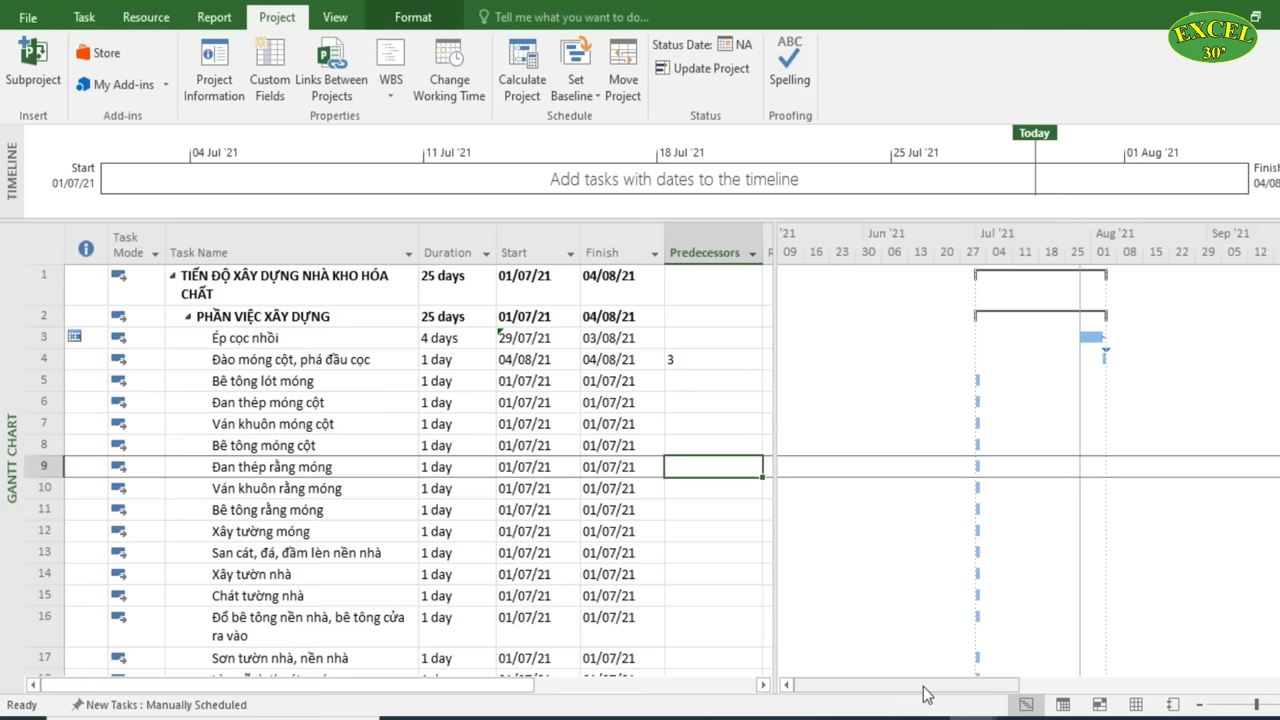 File Task Resource Report Project View Format Tell me what you want to do...
EXCEL
30'
Subproject
Store
My Add-ins
Project
Information
Custom
Fields
Links Between
Projects
WBS
Change
Working Time
Calculate
Project
Set
Baseline
Move
Project
Status Date: NA
Update Project
ABC
Spelling
Insert Add-ins Properties Schedule Status Proofing
TIMELINE
Today
04 Jul '21 11 Jul '21 18 Jul '21 25 Jul '21 01 Aug '21
Start
01/07/21
Add tasks with dates to the timeline
GANTT CHART
Task
Mode
Task Name Duration Start Finish Predecessors
'21 Jun '21 Jul '21 Aug '21 Sep '21
09 16 23 30 06 13 20 27 04 11 18 25 01 08 15 22 29 05 12
1 TIẾN ĐỘ XÂY DỰNG NHÀ KHO HÓA 25 days 01/07/21 04/08/21
CHẤT
2 PHẦN VIỆC XÂY DỰNG 25 days 01/07/21 04/08/21
3 Ép cọc nhồi 4 days 29/07/21 03/08/21
4 Đào móng cột, phá đầu cọc 1 day 04/08/21 04/08/21 3
5 Bê tông lót móng 1 day 01/07/21 01/07/21
6 Đan thép móng cột 1 day 01/07/21 01/07/21
7 Ván khuôn móng cột 1 day 01/07/21 01/07/21
8 Bê tông móng cột 1 day 01/07/21 01/07/21
9 Đan thép rằng móng 1 day 01/07/21 01/07/21
10 Ván khuôn rằng móng 1 day 01/07/21 01/07/21
11 Bê tông rằng móng 1 day 01/07/21 01/07/21
12 Xây tường móng 1 day 01/07/21 01/07/21
13 San cát, đá, đầm lèn nền nhà 1 day 01/07/21 01/07/21
14 Xây tườn nhà 1 day 01/07/21 01/07/21
15 Chát tường nhà 1 day 01/07/21 01/07/21
16 Đổ bê tông nền nhà, bê tông cửa 1 day 01/07/21 01/07/21
ra vào
17 Sơn tườn nhà, nền nhà 1 day 01/07/21 01/07/21
Ready New Tasks : Manually Scheduled